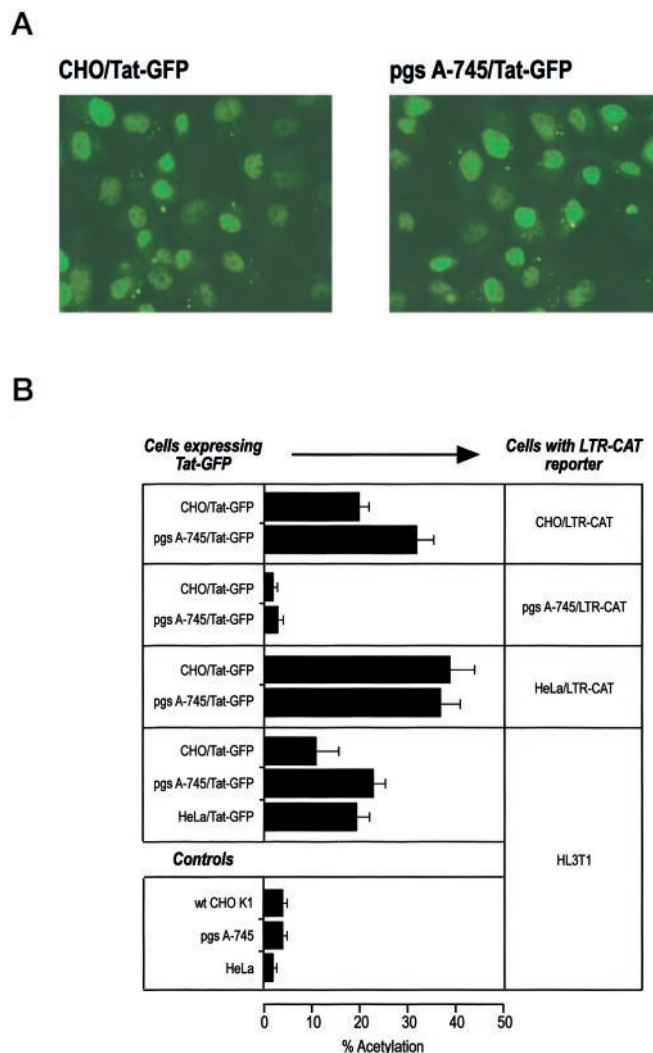 A
CHO/Tat-GFP
pgs A-745/Tat-GFP
B
Cells expressing
Tat-GFP
Cells with LTR-CAT
reporter
CHO/Tat-GFP
pgs A-745/Tat-GFP
CHO/LTR-CAT
CHO/Tat-GFP
pgs A-745/Tat-GFP
pgs A-745/LTR-CAT
CHO/Tat-GFP
pgs A-745/Tat-GFP
HeLa/LTR-CAT
CHO/Tat-GFP
pgs A-745/Tat-GFP
HeLa/Tat-GFP
HL3T1
Controls
wt CHO K1
pgs A-745
HeLa
0 10 20 30 40 50
% Acetylation